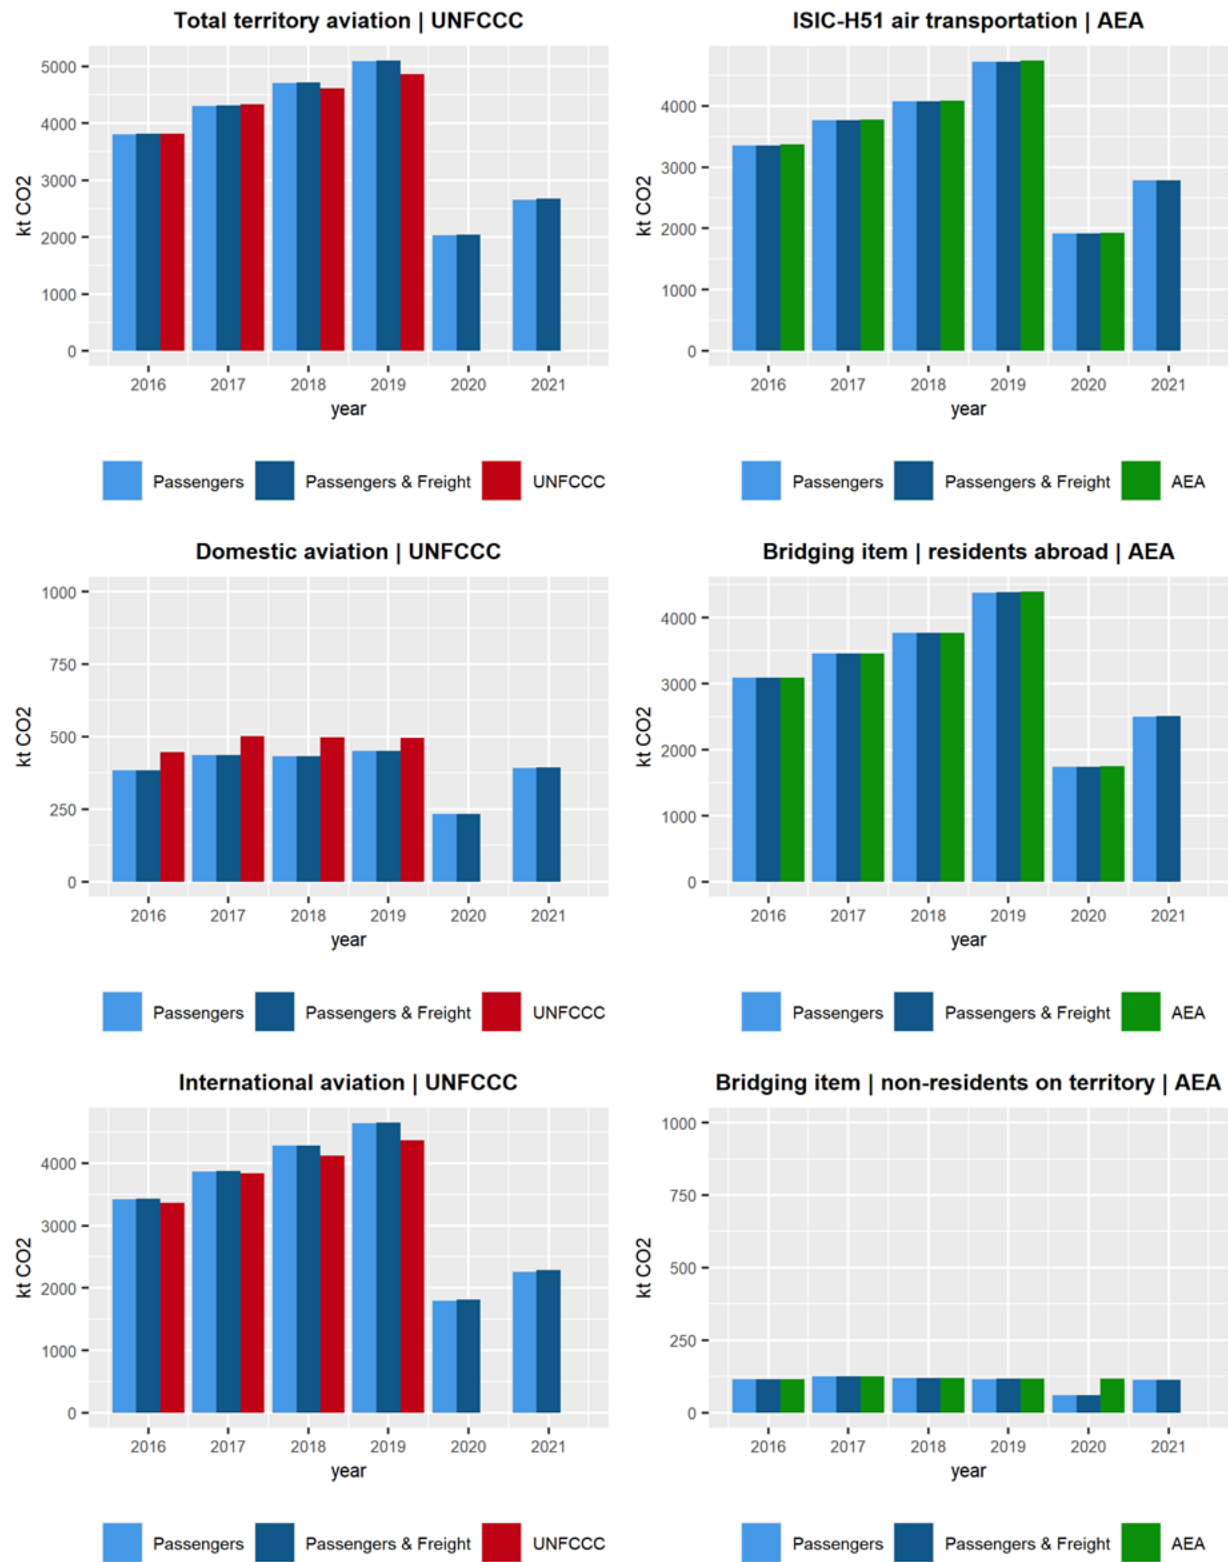 Total territory aviation | UNFCCC
5000
4000
3000
2000
1000
0
kt CO2
2016 2017 2018 2019 2020 2021
year
Passengers Passengers & Freight UNFCCC
ISIC-H51 air transportation | AEA
4000
3000
2000
1000
0
kt CO2
2016 2017 2018 2019 2020 2021
year
Passengers Passengers & Freight AEA
Domestic aviation | UNFCCC
1000
750
500
250
0
kt CO2
2016 2017 2018 2019 2020 2021
year
Passengers Passengers & Freight UNFCCC
Bridging item | residents abroad | AEA
4000
3000
2000
1000
0
kt CO2
2016 2017 2018 2019 2020 2021
year
Passengers Passengers & Freight AEA
International aviation | UNFCCC
4000
3000
2000
1000
0
kt CO2
2016 2017 2018 2019 2020 2021
year
Passengers Passengers & Freight UNFCCC
Bridging item | non-residents on territory | AEA
1000
750
500
250
0
kt CO2
2016 2017 2018 2019 2020 2021
year
Passengers Passengers & Freight AEA